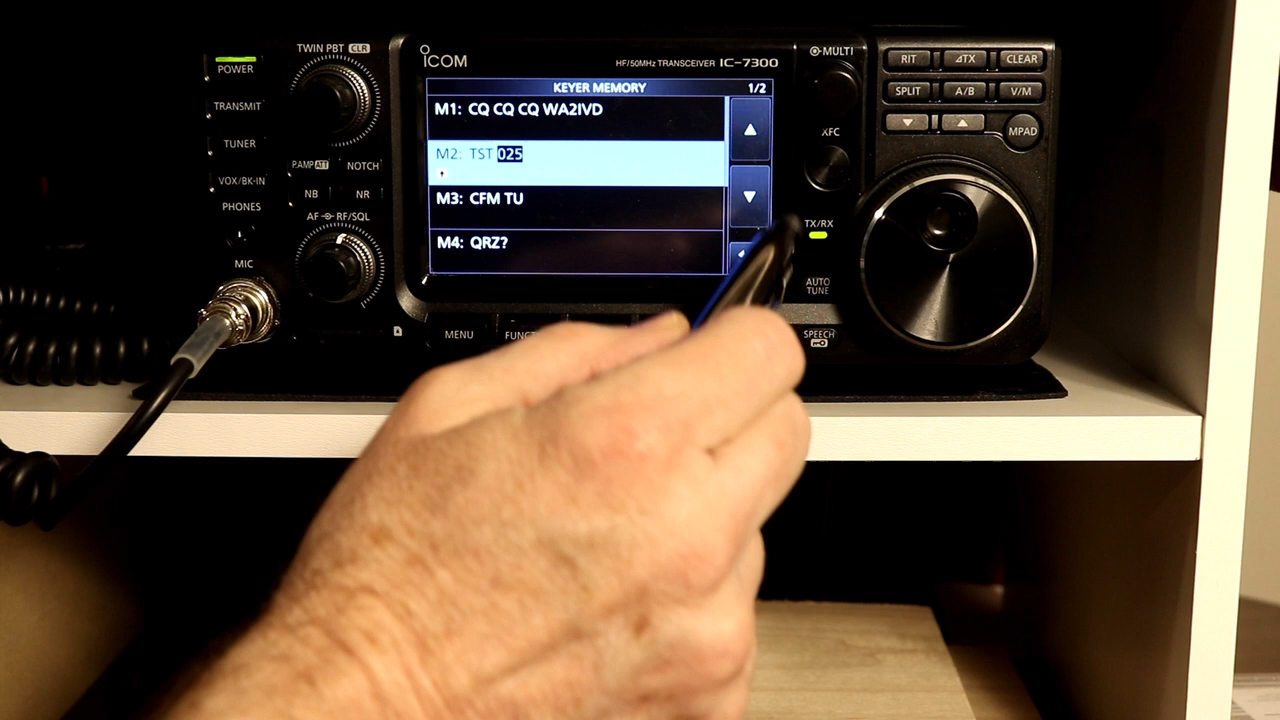 POWER
TRANSMIT
TUNER
VOX/BK-IN
PHONES
MIC
TWIN PBT CLR
P.AMP ATT NOTCH
NB NR
AF RF/SQL
ICOM
HF/50MHz TRANSCEIVER IC-7300
KEYER MEMORY 1/2
M1: CQ CQ CQ WA2IVD
M2: TST 025
M3: CFM TU
M4: QRZ?
MENU
MULTI
XFC
TX/RX
AUTO
TUNE
SPEECH
RIT ⊿TX CLEAR
SPLIT A/B V/M
MPAD